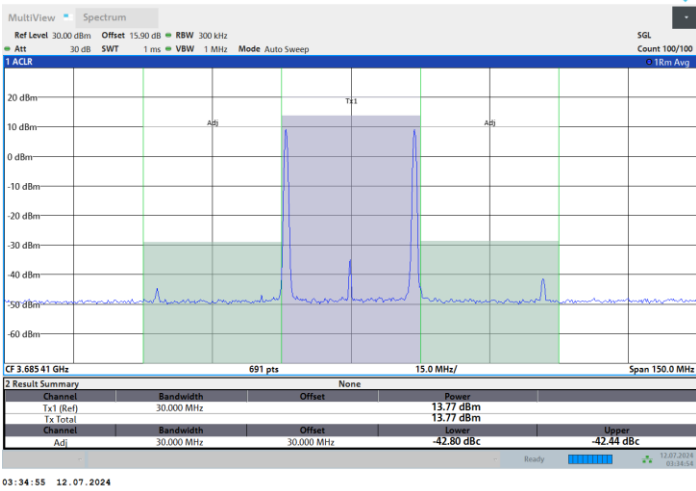 MultiView Spectrum
Ref Level 30.00 dBm Offset 15.90 dB RBW 300 kHz SGL
Att 30 dB SWT 1 ms VBW 1 MHz Mode Auto Sweep Count 100/100
1 ACLR 1Rm Avg
20 dBm
Tx1
10 dBm
Adj Adj
0 dBm
-10 dBm
-20 dBm
-30 dBm
-40 dBm
-50 dBm
-60 dBm
CF 3.685 41 GHz 691 pts 15.0 MHz/ Span 150.0 MHz
2 Result Summary None
Channel Bandwidth Offset Power
Tx1 (Ref) 30.000 MHz 13.77 dBm
Tx Total 13.77 dBm
Channel Bandwidth Offset Lower Upper
Adj 30.000 MHz 30.000 MHz -42.80 dBc -42.44 dBc
Ready 12.07.2024
03:34:54
03:34:55 12.07.2024